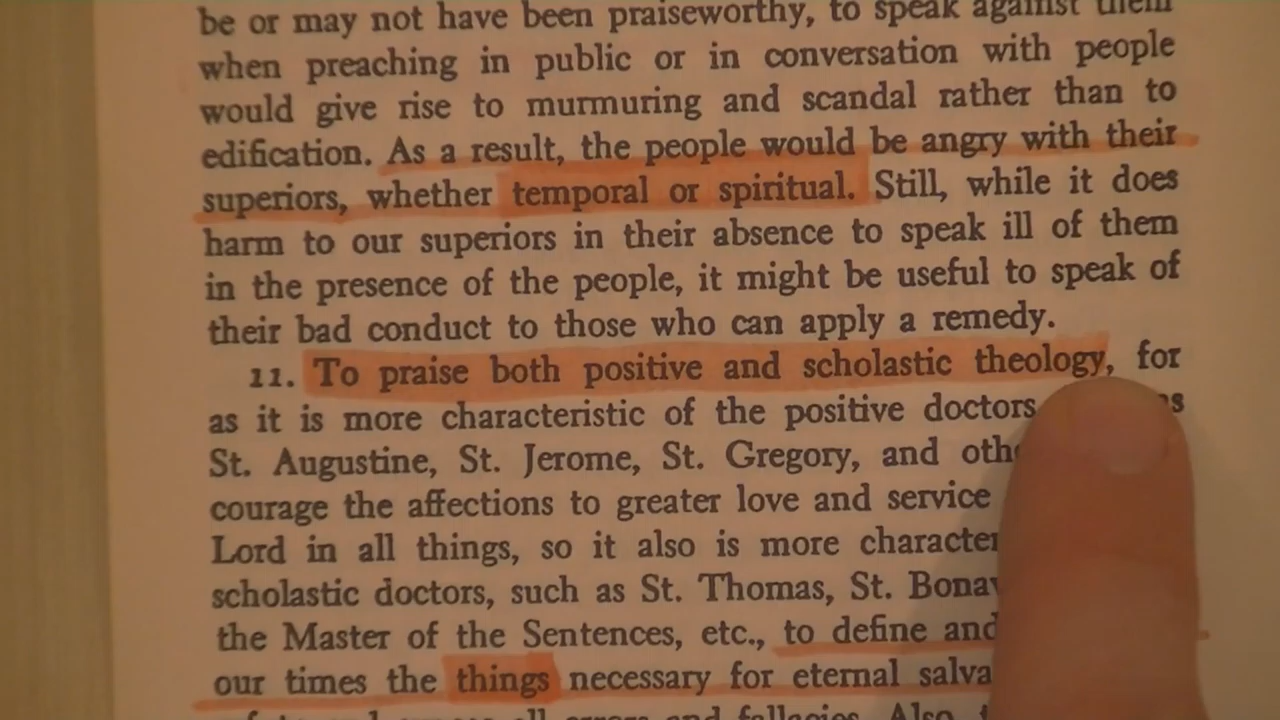 be or may not have been praiseworthy, to speak against them
when preaching in public or in conversation with people
would give rise to murmuring and scandal rather than to
edification. As a result, the people would be angry with their
superiors, whether temporal or spiritual. Still, while it does
harm to our superiors in their absence to speak ill of them
in the presence of the people, it might be useful to speak of
their bad conduct to those who can apply a remedy.
11. To praise both positive and scholastic theology, for
as it is more characteristic of the positive doctors
St. Augustine, St. Jerome, St. Gregory, and
courage the affections to greater love and service
Lord in all things, so it also is more
scholastic doctors, such as St. Thomas, St.
the Master of the Sentences, etc., to define and
our times the things necessary for eternal
all errors and fallacies. Also